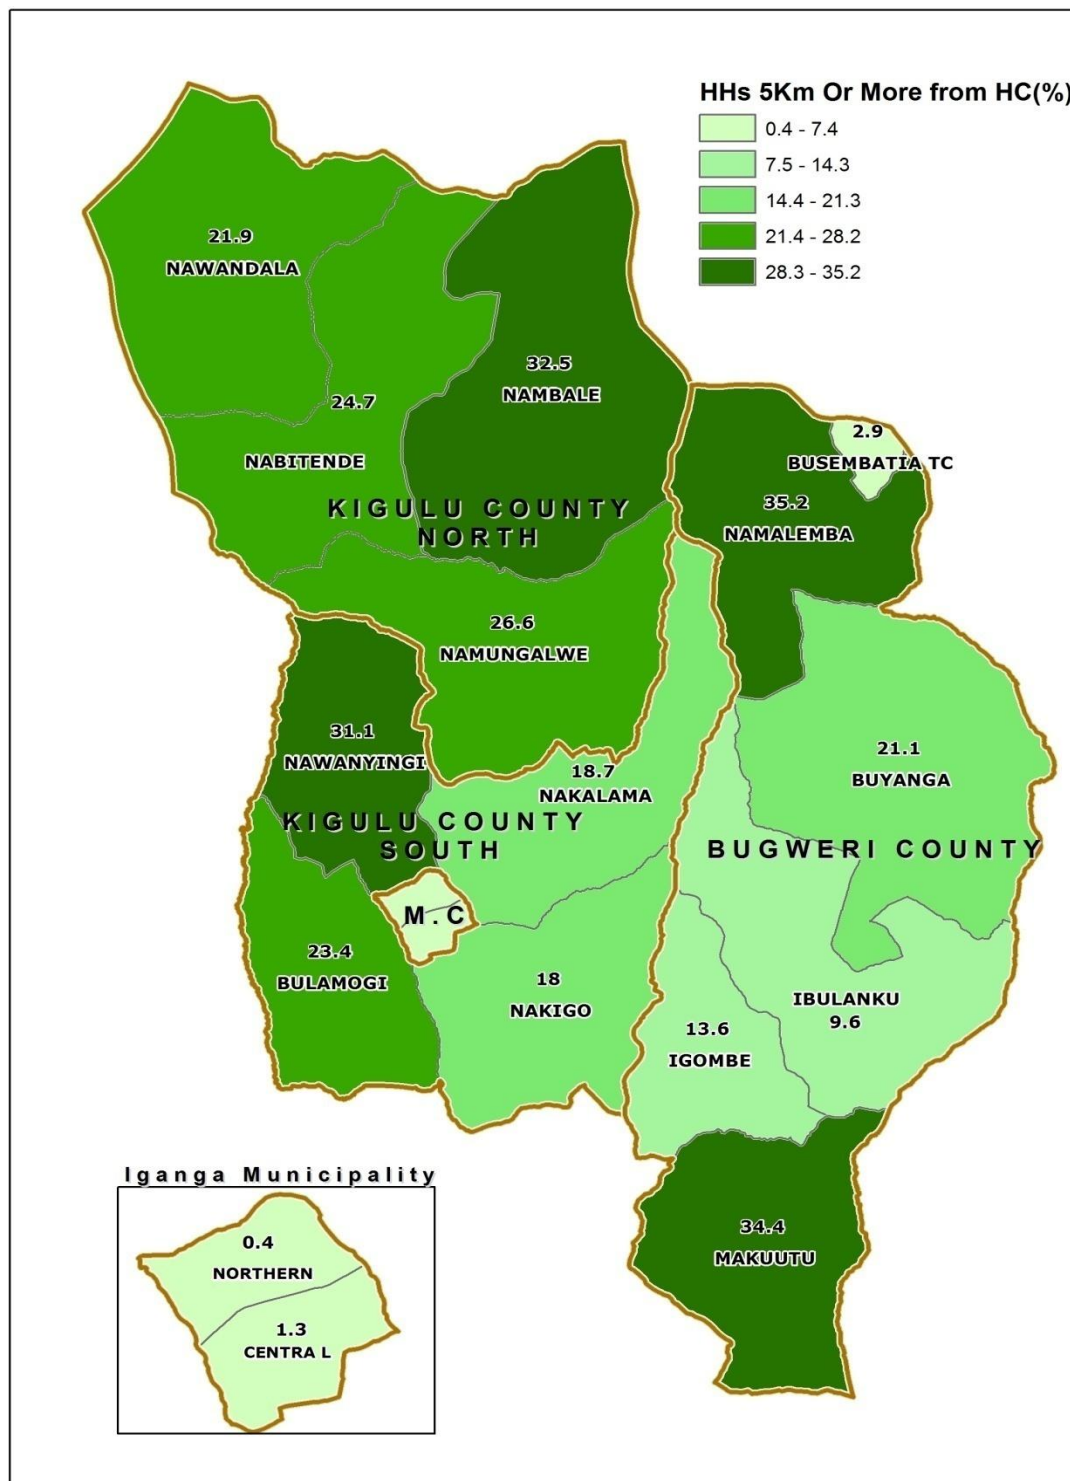 HHs 5Km Or More from HC(%)
0.4 - 7.4
7.5 - 14.3
14.4 - 21.3
21.4 - 28.2
28.3 - 35.2
21.9
NAWANDALA
32.5
NAMBALE
24.7
NABITENDE
2.9
BUSEMBATIA TC
35.2
NAMALEMBA
KIGULU COUNTY
NORTH
26.6
NAMUNGALWE
31.1
NAWANYINGI
18.7
NAKALAMA
21.1
BUYANGA
KIGULU COUNTY
SOUTH
BUGWERI COUNTY
M.C
23.4
BULAMOGI
18
NAKIGO
IBULANKU
9.6
13.6
IGOMBE
34.4
MAKUUTU
Iganga Municipality
0.4
NORTHERN
1.3
CENTRA L